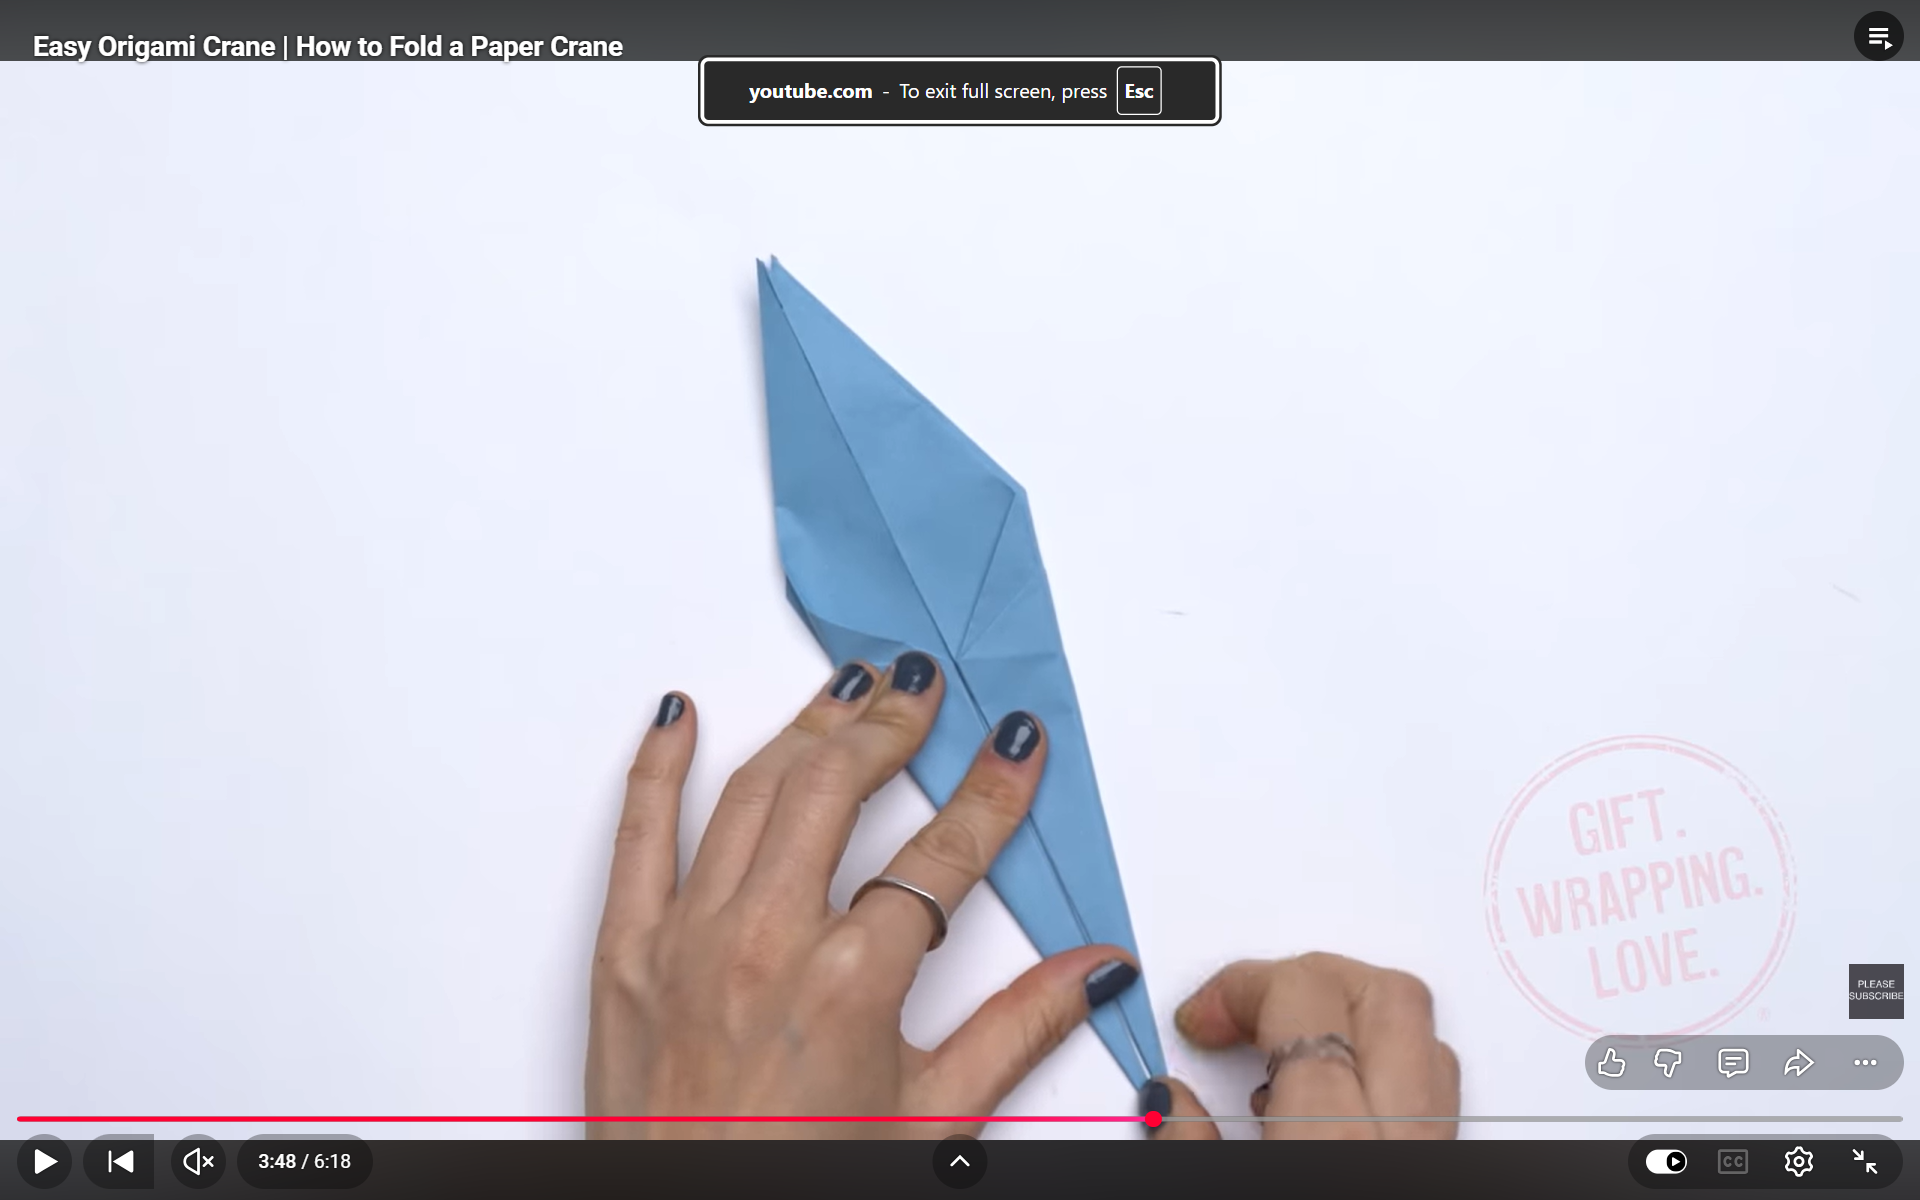 Easy Origami Crane | How to Fold a Paper Crane
youtube.com - To exit full screen, press Esc
GIFT.
WRAPPING.
LOVE.
PLEASE
SUBSCRIBE
3:48 / 6:18
CC